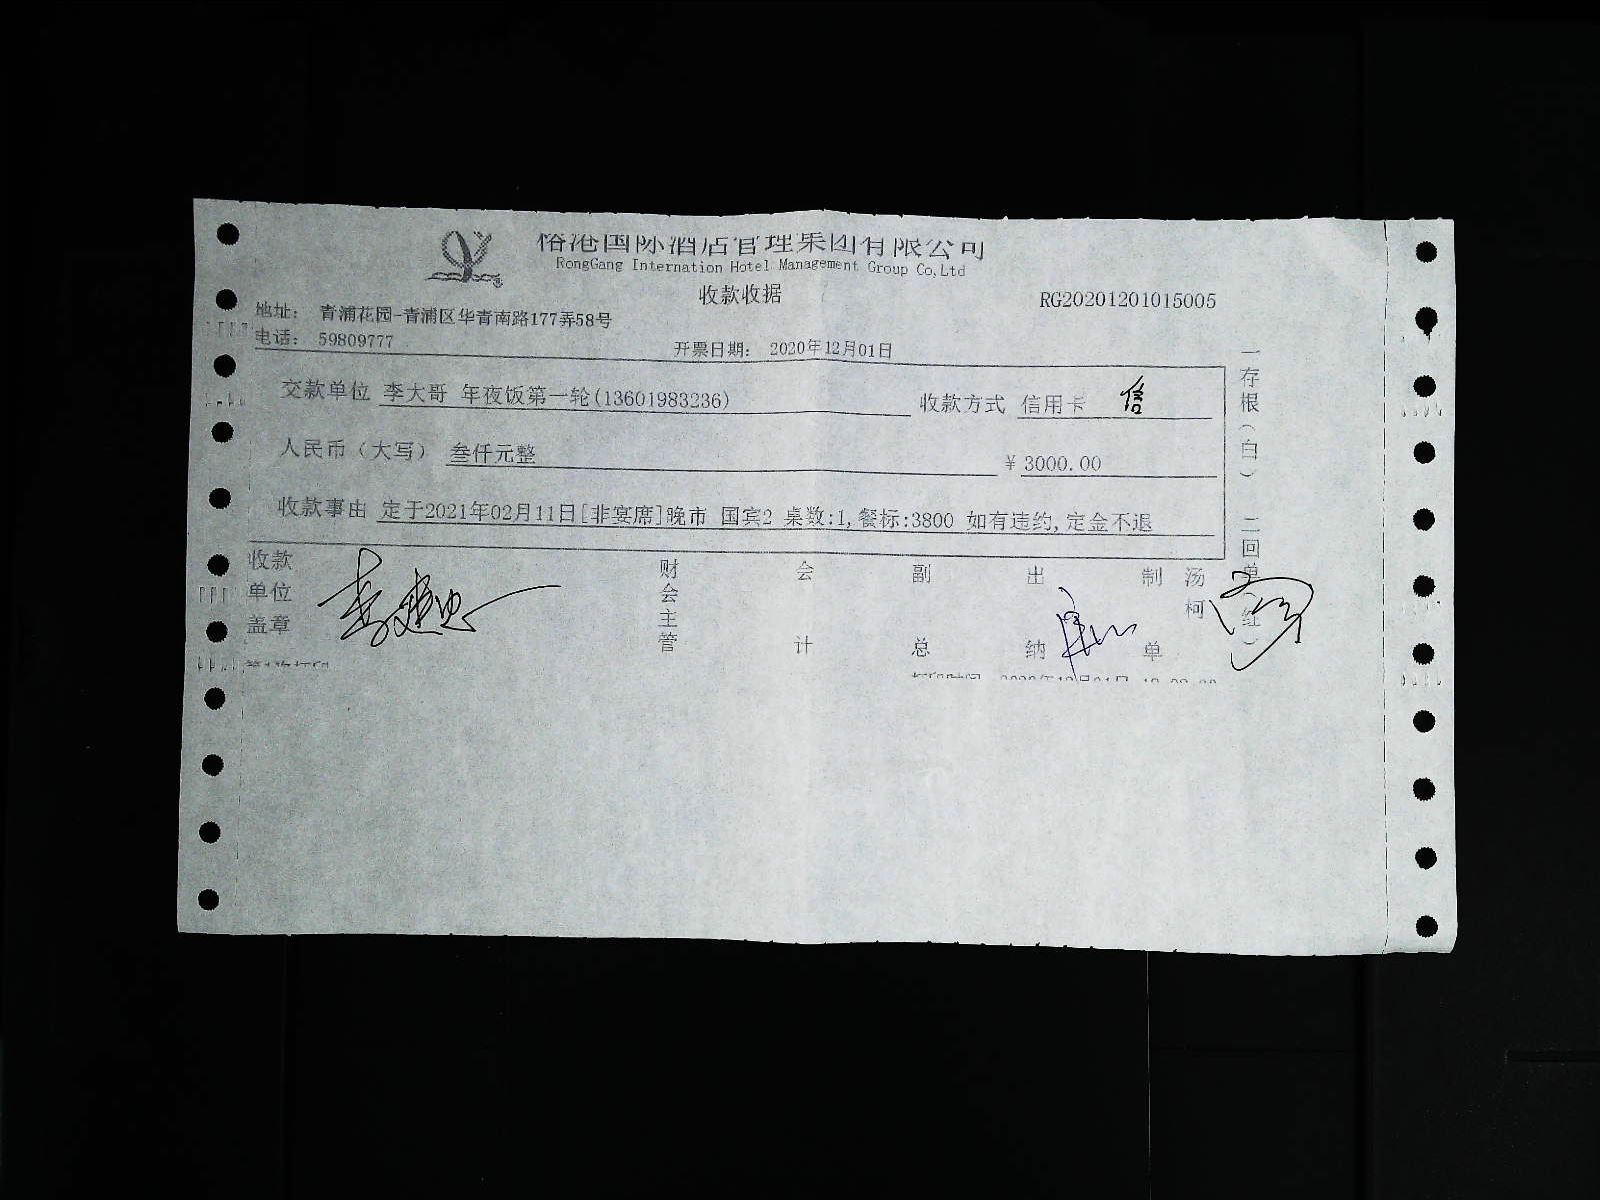 榕港国际酒店管理集团有限公司
RongGang Internation Hotel Management Group Co,Ltd
收款收据
RG20201201015005
地址： 青浦花园-青浦区华青南路177弄58号
电话： 59809777
开票日期： 2020年12月01日
交款单位 李大哥 年夜饭第一轮(13601983236)
收款方式 信用卡 信
人民币（大写） 叁仟元整
¥ 3000.00
收款事由 定于2021年02月11日[非宴席]晚市 国宾2 桌数:1,餐标:3800 如有违约,定金不退
一存根（白） 二回单（红）
收款单位盖章
财会主管
会计
副总
出纳
制单
汤柯